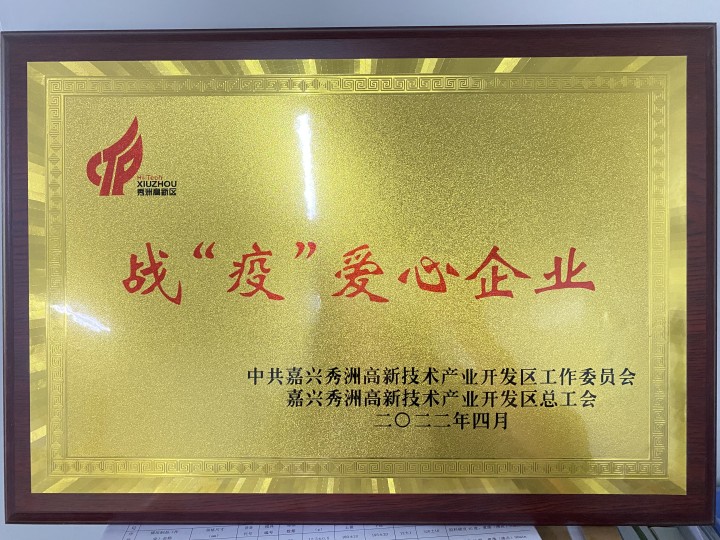 Hi-Tech
XIUZHOU
秀洲高新区
战“疫”爱心企业
中共嘉兴秀洲高新技术产业开发区工作委员会
嘉兴秀洲高新技术产业开发区总工会
二〇二二年四月